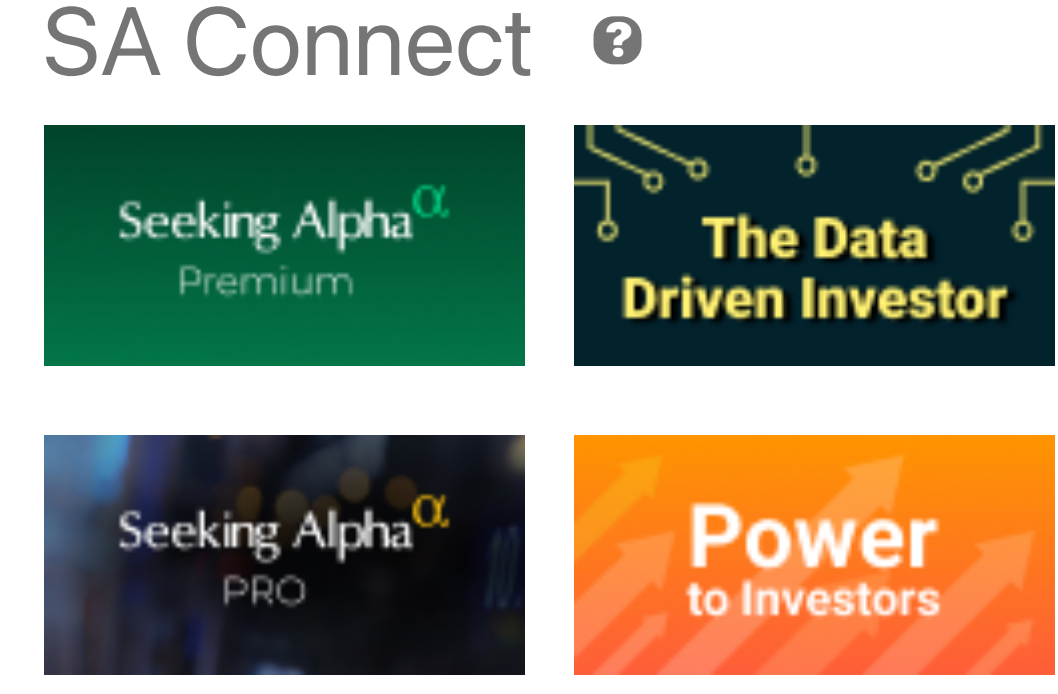 SA Connect ?
Seeking Alpha α
Premium
The Data
Driven Investor
Seeking Alpha α
PRO
Power
to Investors